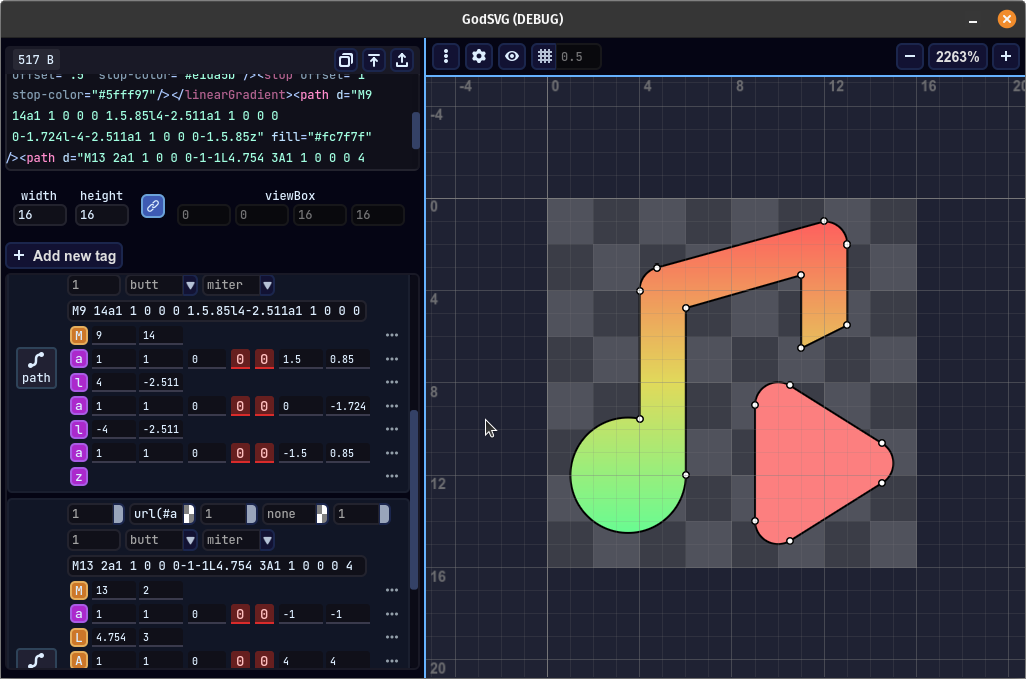 GodSVG (DEBUG)
517 B
offset=".5" stop-color="#e1da5b"/><stop offset="1"
stop-color="#5fff97"/></linearGradient><path d="M9
14a1 1 0 0 0 1.5.85l4-2.511a1 1 0 0 0
0-1.724l-4-2.511a1 1 0 0 0-1.5.85z" fill="#fc7f7f"
/><path d="M13 2a1 1 0 0 0-1-1L4.754 3A1 1 0 0 0 4
width height viewBox
16 16 0 0 16 16
+ Add new tag
1 butt miter
M9 14a1 1 0 0 0 1.5.85l4-2.511a1 1 0 0 0
M 9 14
a 1 1 0 0 0 1.5 0.85
path
l 4 -2.511
a 1 1 0 0 0 0 -1.724
l -4 -2.511
a 1 1 0 0 0 -1.5 0.85
z
1 url(#a 1 none 1
1 butt miter
M13 2a1 1 0 0 0-1-1L4.754 3A1 1 0 0 0 4
M 13 2
a 1 1 0 0 0 -1 -1
L 4.754 3
A 1 1 0 0 0 4 4
0.5
2263%
-4 0 4 8 12 16 20
-4
0
4
8
12
16
20